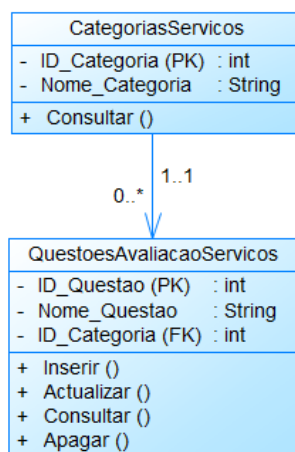 CategoriasServicos
- ID_Categoria (PK) : int
- Nome_Categoria : String
+ Consultar ()
1..1
0..*
QuestoesAvaliacaoServicos
- ID_Questao (PK) : int
- Nome_Questao : String
- ID_Categoria (FK) : int
+ Inserir ()
+ Actualizar ()
+ Consultar ()
+ Apagar ()